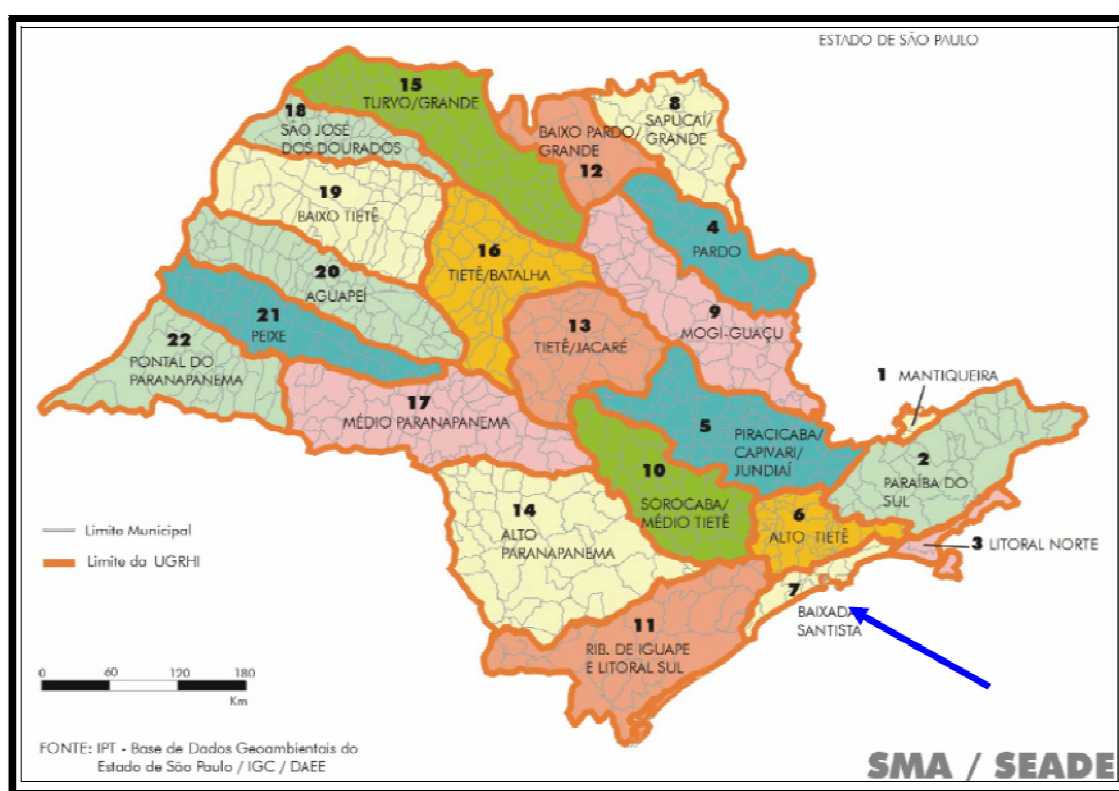 ESTADO DE SÃO PAULO
15
TURVO/GRANDE
8
SAPUCAÍ/
GRANDE
18
SÃO JOSÉ
DOS DOURADOS
BAIXO PARDO/
GRANDE
12
19
BAIXO TIETÊ
4
PARDO
16
TIETÊ/BATALHA
20
AGUAPEÍ
21
PEIXE
9
MOGI-GUAÇU
13
TIETÊ/JACARÉ
22
PONTAL DO
PARANAPANEMA
1 MANTIQUEIRA
17
MÉDIO PARANAPANEMA
5
PIRACICABA/
CAPIVARI/
JUNDIAÍ
2
PARAÍBA DO
SUL
10
SOROCABA/
MÉDIO TIETÊ
14
ALTO
PARANAPANEMA
6
ALTO TIETÊ
3 LITORAL NORTE
7
BAIXADA
SANTISTA
11
RIB. DE IGUAPE
E LITORAL SUL
Limite Municipal
Limite da UGRHI
0 60 120 180
Km
FONTE: IPT - Base de Dados Geoambientais do
Estado de São Paulo / IGC / DAEE
SMA / SEADE